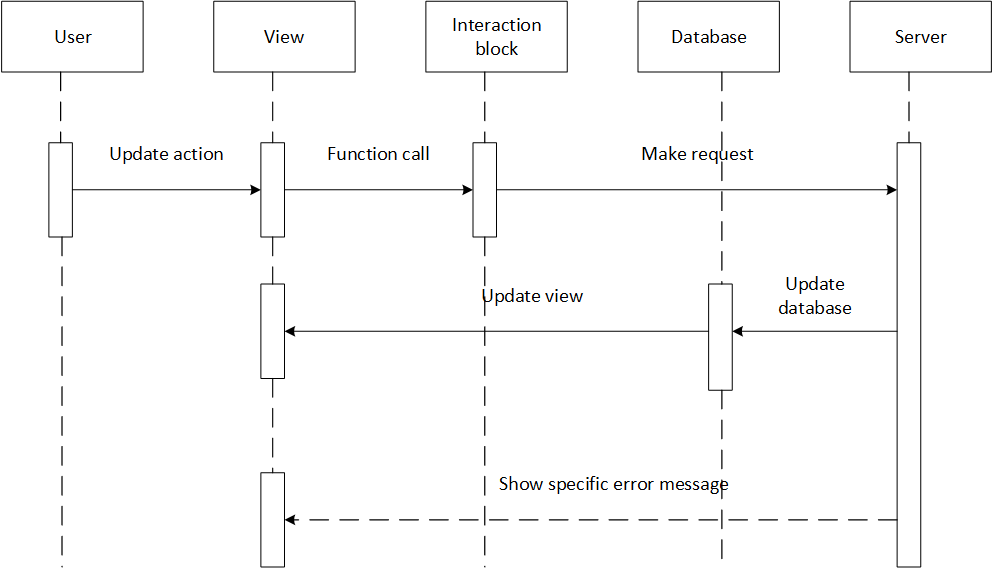 User
View
Interaction
block
Database
Server
Update action
Function call
Make request
Update view
Update
database
Show specific error message